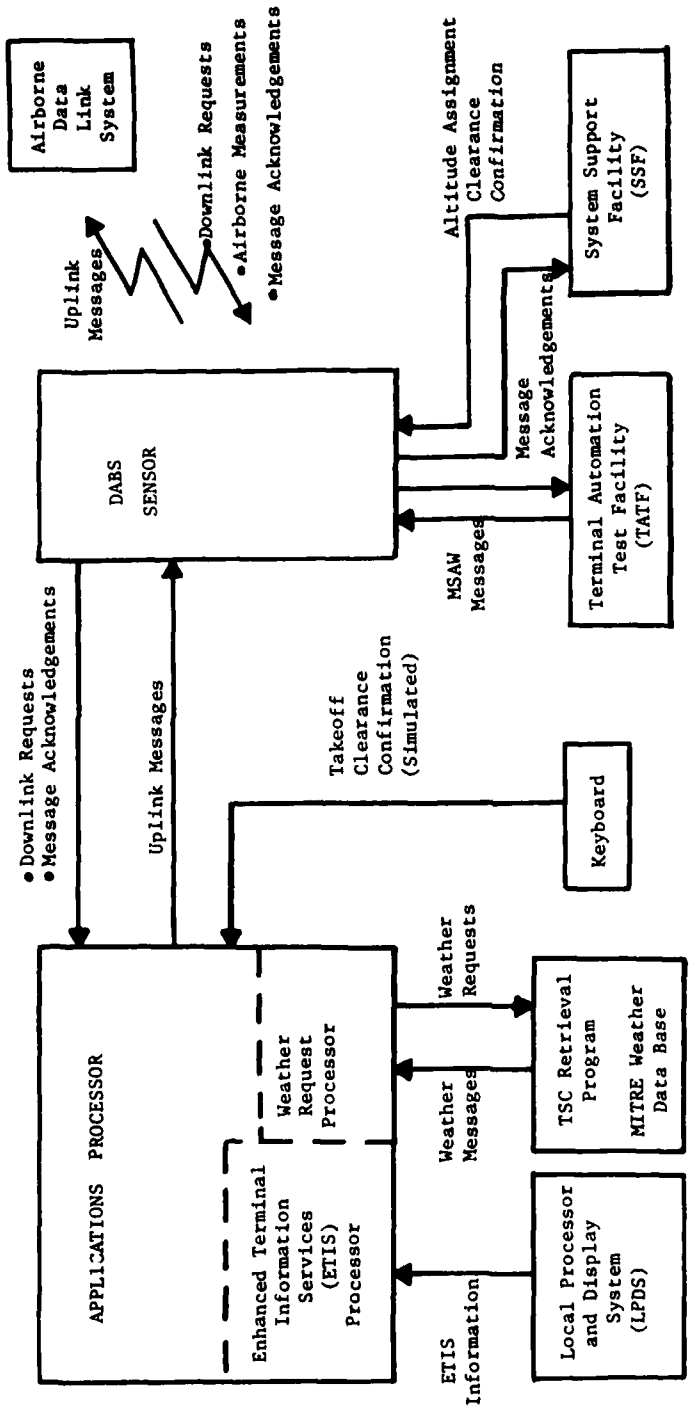 Airborne
Data
Link
System
Uplink
Messages
●Downlink Requests
● Airborne Measurements
● Message Acknowledgements
● Downlink Requests
● Message Acknowledgements
Uplink Messages
APPLICATIONS PROCESSOR
DABS
SENSOR
Enhanced Terminal
Information
Services
(ETIS)
Processor
Weather
Request
Processor
Takeoff
Clearance
Confirmation
(Simulated)
Altitude Assignment
Clearance
Confirmation
ETIS
Information
Weather
Messages
Weather
Requests
MSAW
Messages
Message
Acknowledgements
Local Processor
and Display
System
(LPDS)
TSC Retrieval
Program
MITRE Weather
Data Base
Keyboard
Terminal Automation
Test Facility
(TATF)
System Support
Facility
(SSF)